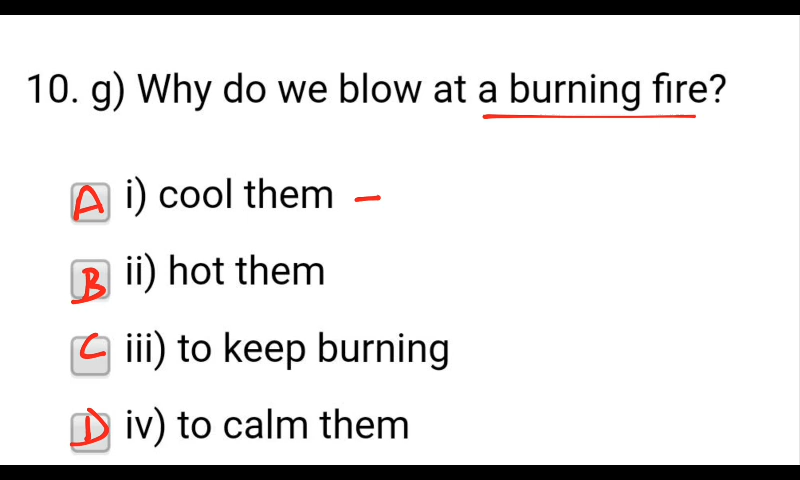 10. g) Why do we blow at a burning fire?
A i) cool them -
B ii) hot them
C iii) to keep burning
D iv) to calm them